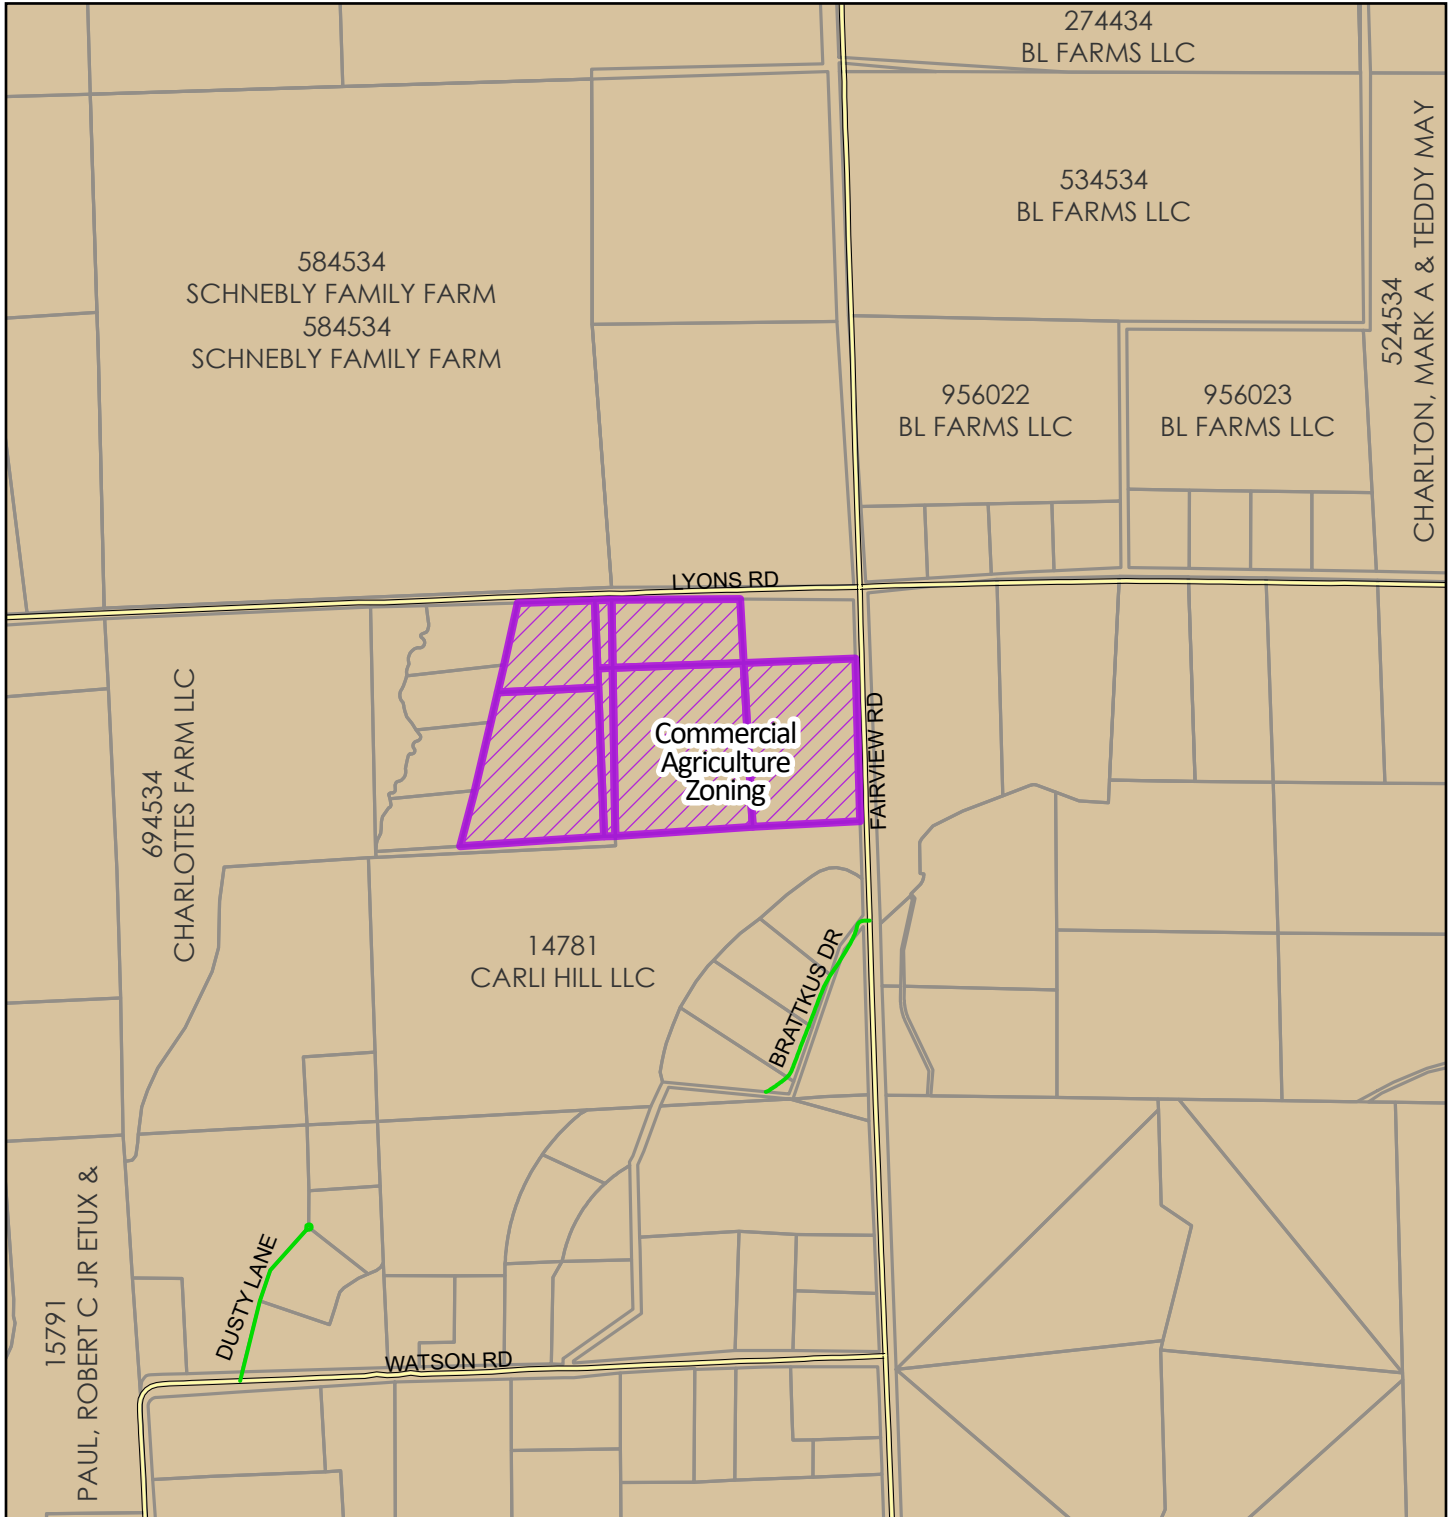 274434
BL FARMS LLC
534534
BL FARMS LLC
584534
SCHNEBLY FAMILY FARM
584534
SCHNEBLY FAMILY FARM
524534
CHARLTON, MARK A & TEDDY MAY
956022
BL FARMS LLC
956023
BL FARMS LLC
LYONS RD
694534
CHARLOTTES FARM LLC
Commercial
Agriculture
Zoning
FAIRVIEW RD
14781
CARLI HILL LLC
BRATTKUS DR
15791
PAUL, ROBERT C JR ETUX &
DUSTY LANE
WATSON RD